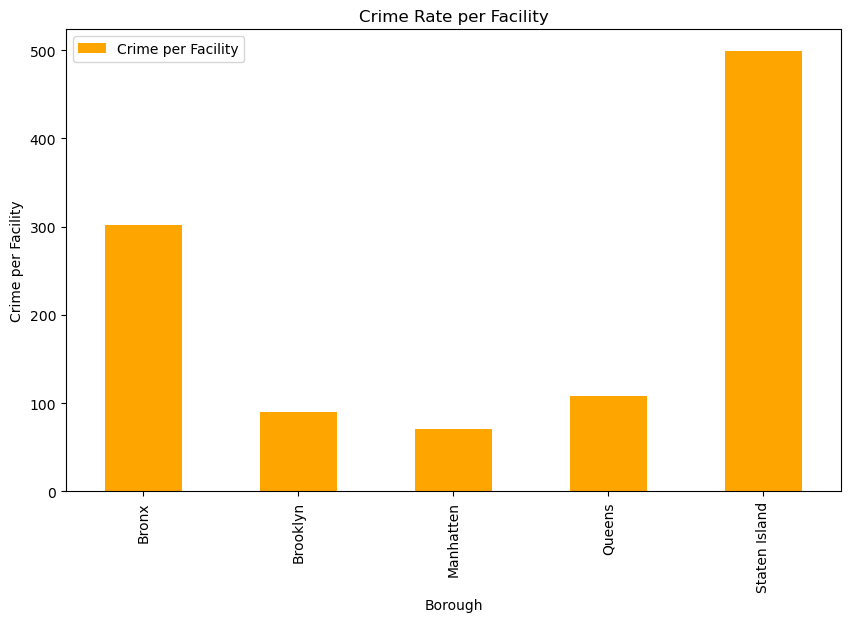 Crime Rate per Facility
Crime per Facility
500
400
300
200
100
0
Crime per Facility
Bronx
Brooklyn
Manhatten
Queens
Staten Island
Borough